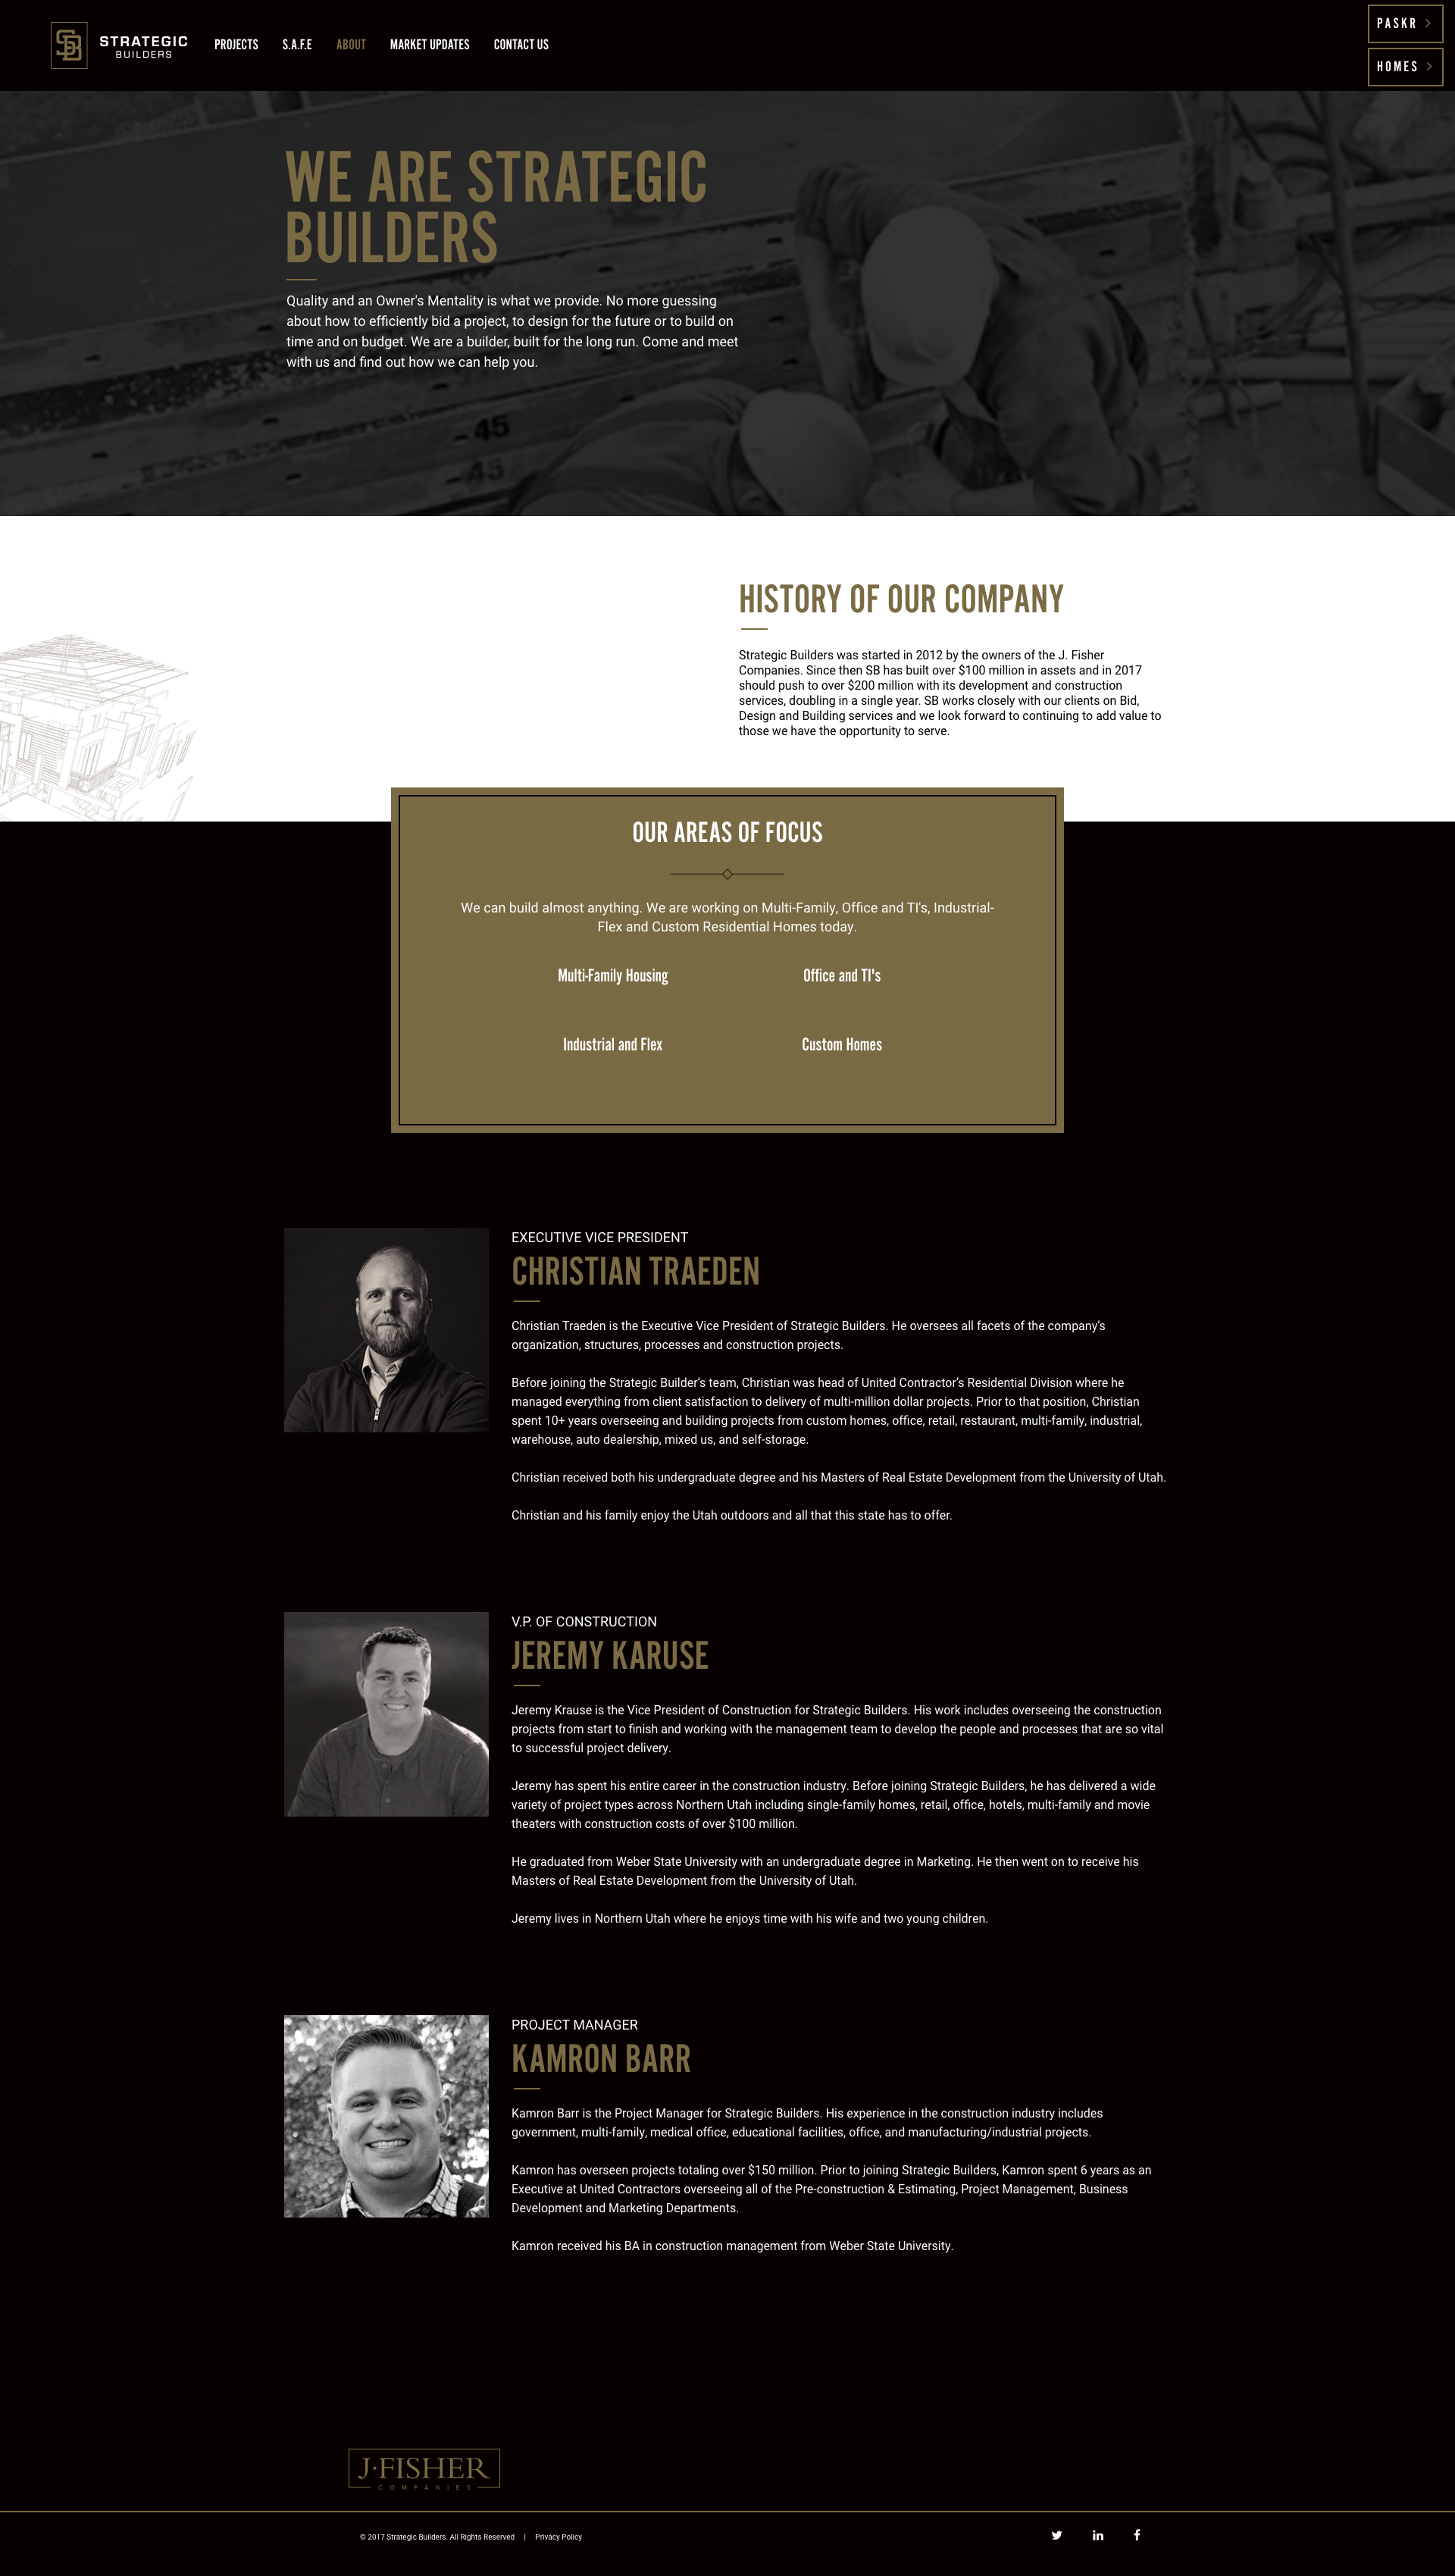 SB
STRATEGIC
BUILDERS
PROJECTS
S.A.F.E
ABOUT
MARKET UPDATES
CONTACT US
PASKR
HOMES
WE ARE STRATEGIC
BUILDERS
Quality and an Owner's Mentality is what we provide. No more guessing
about how to efficiently bid a project, to design for the future or to build on
time and on budget. We are a builder, built for the long run. Come and meet
with us and find out how we can help you.
45
45
HISTORY OF OUR COMPANY
Strategic Builders was started in 2012 by the owners of the J. Fisher
Companies. Since then SB has built over $100 million in assets and in 2017
should push to over $200 million with its development and construction
services, doubling in a single year. SB works closely with our clients on Bid,
Design and Building services and we look forward to continuing to add value to
those we have the opportunity to serve.
OUR AREAS OF FOCUS
We can build almost anything. We are working on Multi-Family, Office and TI's, Industrial-
Flex and Custom Residential Homes today.
Multi-Family Housing
Office and TI's
Industrial and Flex
Custom Homes
EXECUTIVE VICE PRESIDENT
CHRISTIAN TRAEDEN
Christian Traeden is the Executive Vice President of Strategic Builders. He oversees all facets of the company’s
organization, structures, processes and construction projects.
Before joining the Strategic Builder’s team, Christian was head of United Contractor’s Residential Division where he
managed everything from client satisfaction to delivery of multi-million dollar projects. Prior to that position, Christian
spent 10+ years overseeing and building projects from custom homes, office, retail, restaurant, multi-family, industrial,
warehouse, auto dealership, mixed us, and self-storage.
Christian received both his undergraduate degree and his Masters of Real Estate Development from the University of Utah.
Christian and his family enjoy the Utah outdoors and all that this state has to offer.
V.P. OF CONSTRUCTION
JEREMY KARUSE
Jeremy Krause is the Vice President of Construction for Strategic Builders. His work includes overseeing the construction
projects from start to finish and working with the management team to develop the people and processes that are so vital
to successful project delivery.
Jeremy has spent his entire career in the construction industry. Before joining Strategic Builders, he has delivered a wide
variety of project types across Northern Utah including single-family homes, retail, office, hotels, multi-family and movie
theaters with construction costs of over $100 million.
He graduated from Weber State University with an undergraduate degree in Marketing. He then went on to receive his
Masters of Real Estate Development from the University of Utah.
Jeremy lives in Northern Utah where he enjoys time with his wife and two young children.
PROJECT MANAGER
KAMRON BARR
Kamron Barr is the Project Manager for Strategic Builders. His experience in the construction industry includes
government, multi-family, medical office, educational facilities, office, and manufacturing/industrial projects.
Kamron has overseen projects totaling over $150 million. Prior to joining Strategic Builders, Kamron spent 6 years as an
Executive at United Contractors overseeing all of the Pre-construction & Estimating, Project Management, Business
Development and Marketing Departments.
Kamron received his BA in construction management from Weber State University.
J·FISHER
COMPANIES
© 2017 Strategic Builders. All Rights Reserved | Privacy Policy